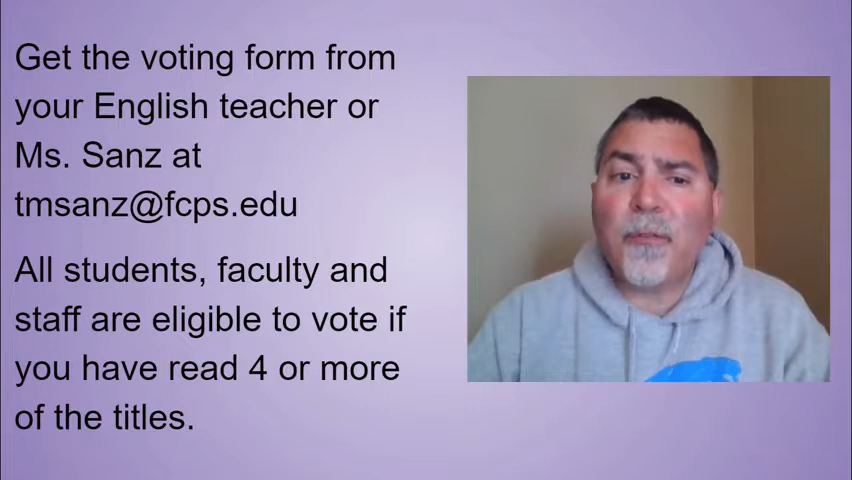 Get the voting form from
your English teacher or
Ms. Sanz at
tmsanz@fcps.edu
All students, faculty and
staff are eligible to vote if
you have read 4 or more
of the titles.